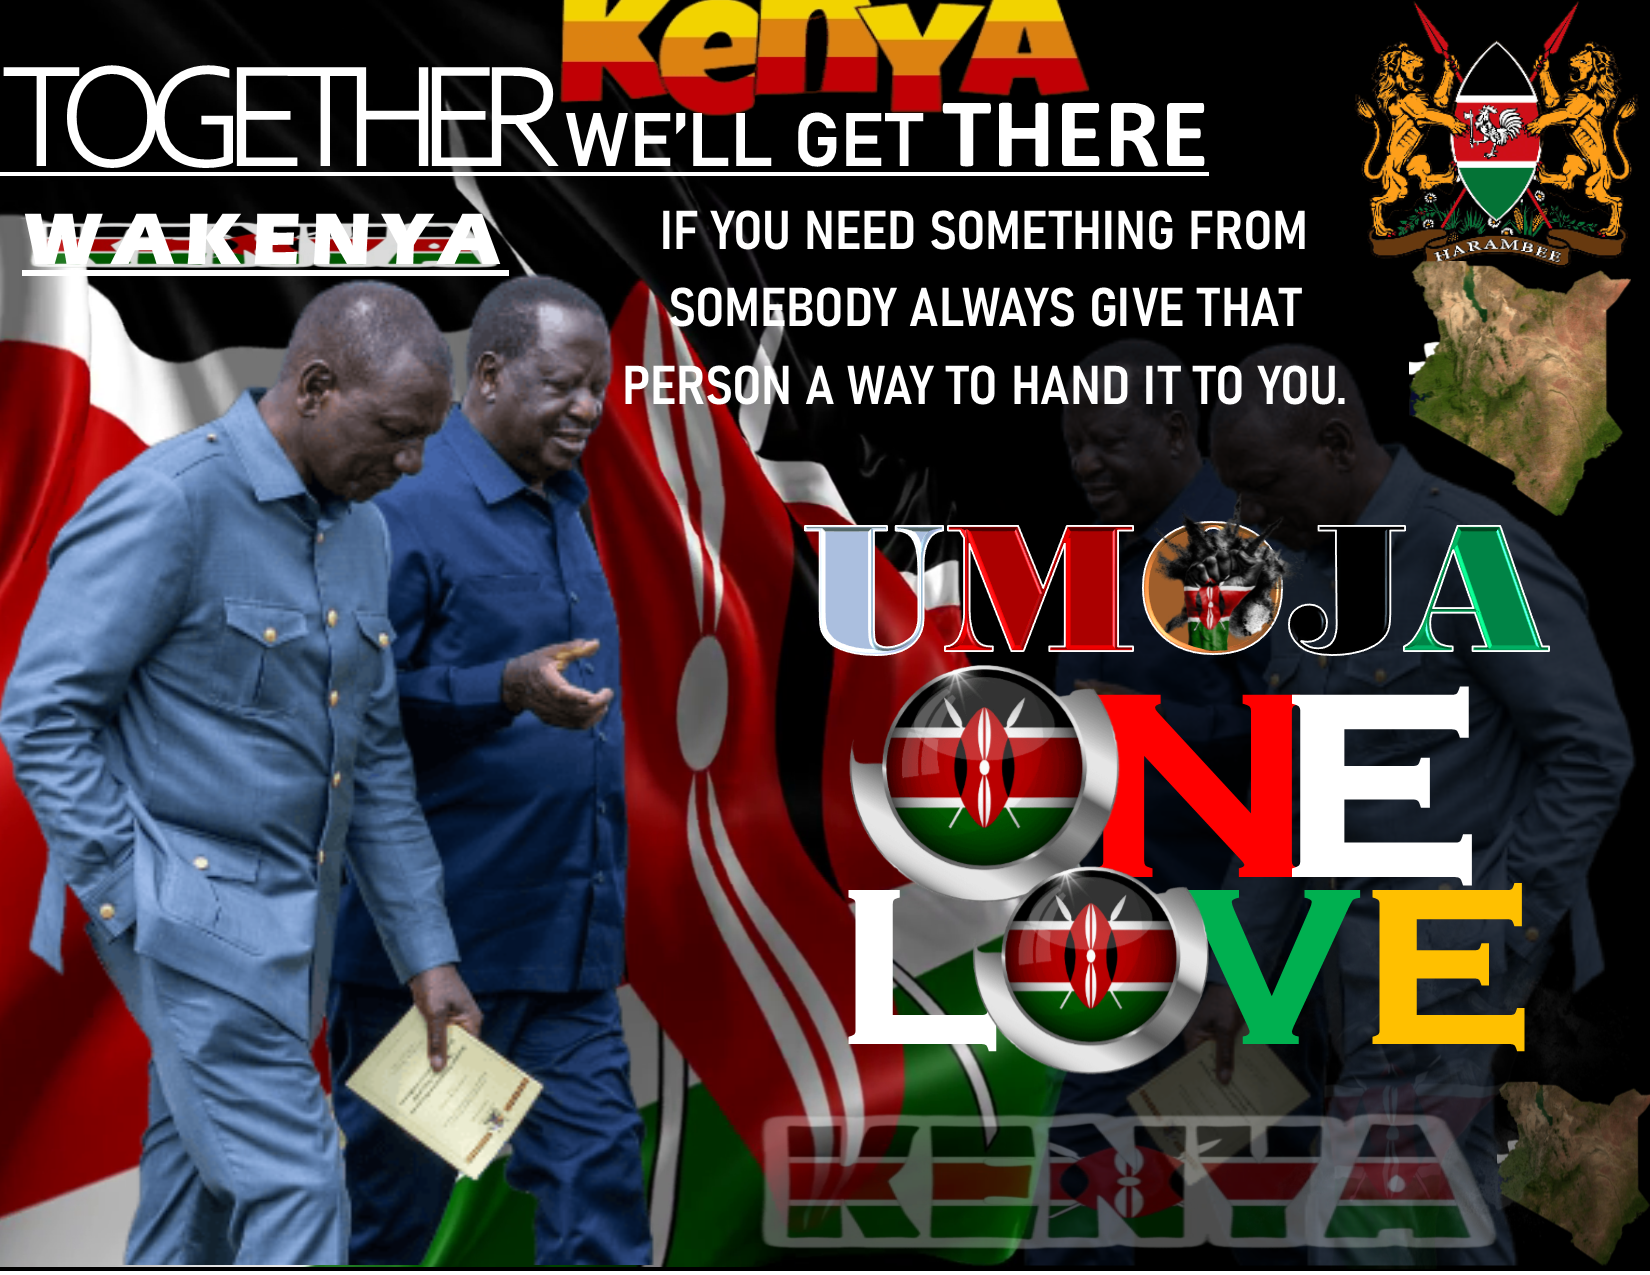 Kenya
TOGETHER WE'LL GET THERE
WAKENYA
IF YOU NEED SOMETHING FROM
SOMEBODY ALWAYS GIVE THAT
PERSON A WAY TO HAND IT TO YOU.
HARAMBEE
UMOJA
ONE
LOVE
KENYA